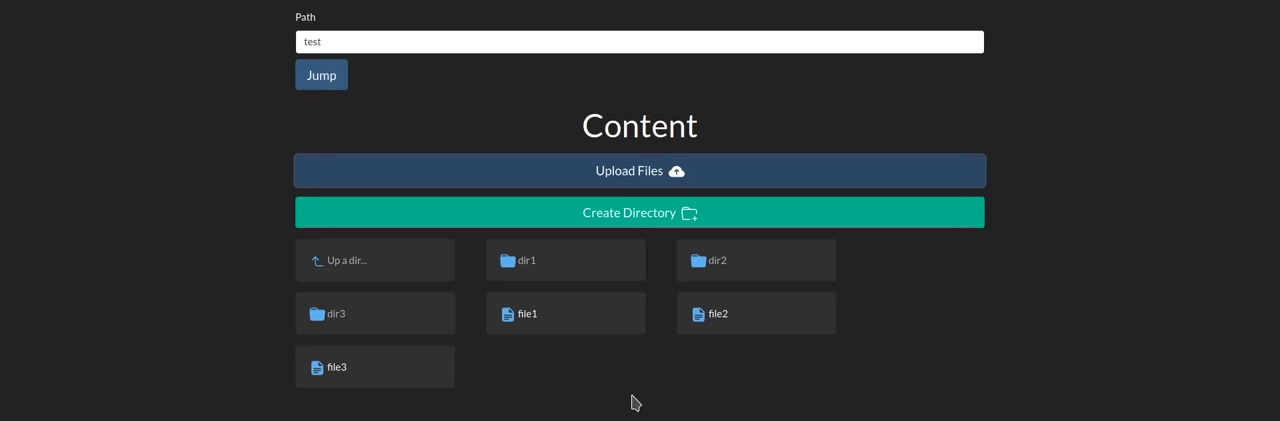 Path
test
Jump
Content
Upload Files
Create Directory
Up a dir...
dir1
dir2
dir3
file1
file2
file3